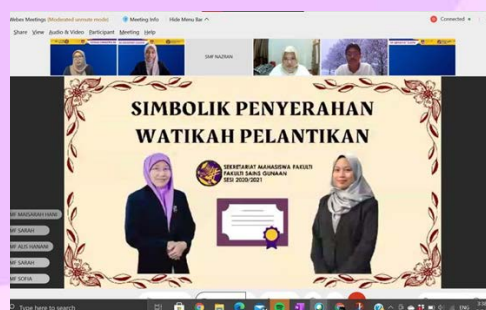 Webex Meetings (Moderated unmute mode) Meeting Info Hide Menu Bar
Connected
Share View Audio & Video Participant Meeting Help
SMF NAZRAN
SIMBOLIK PENYERAHAN
WATIKAH PELANTIKAN
SEKRETARIAT MAHASISWA FAKULTI
FAKULTI SAINS GUNAAN
SESI 2020/2021
MF MAISARAH HANI
MF SARAH
MF ALIS HANANI
MF SARAH
MF SOFIA
Type here to search
ENG